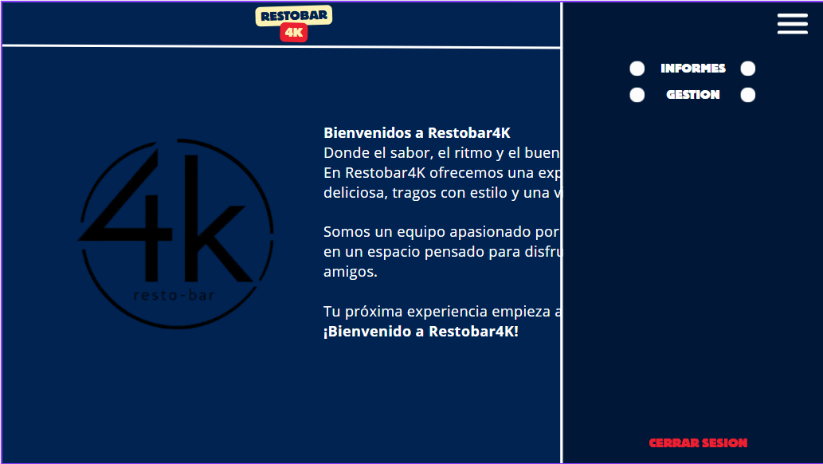 RESTOBAR
4K
INFORMES
GESTION
Bienvenidos a Restobar4K
Donde el sabor, el ritmo y el buen
En Restobar4K ofrecemos una exp
deliciosa, tragos con estilo y una v
Somos un equipo apasionado por
en un espacio pensado para disfru
amigos.
Tu próxima experiencia empieza a
¡Bienvenido a Restobar4K!
4k
resto-bar
CERRAR SESION